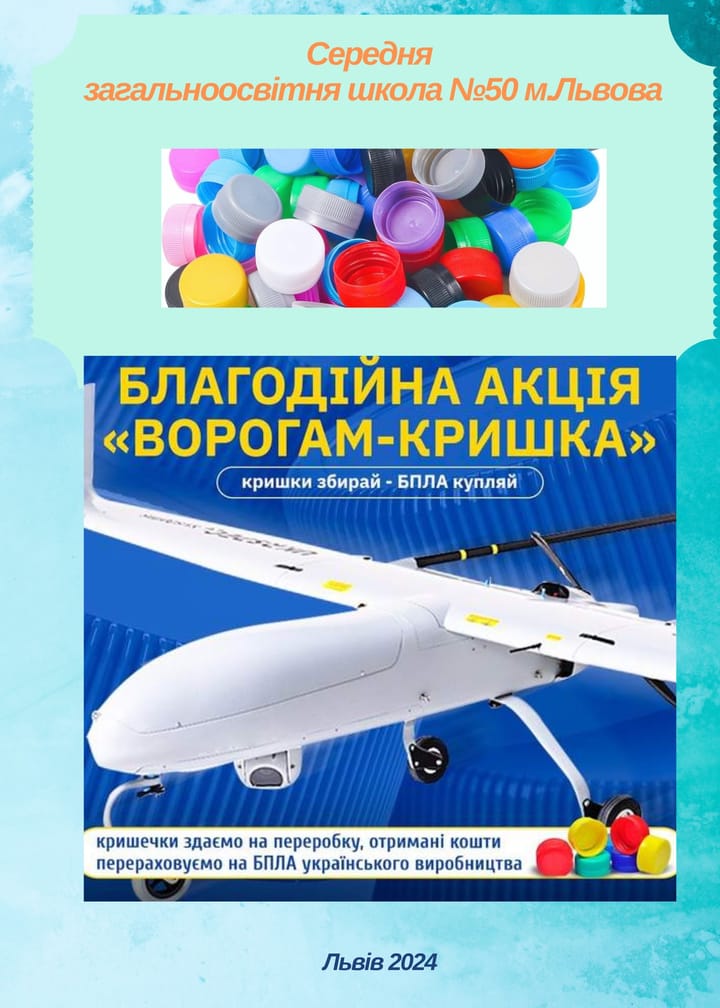 Середня
загальноосвітня школа №50 м.Львова
БЛАГОДІЙНА АКЦІЯ
«ВОРОГАМ-КРИШКА»
кришки збирай - БПЛА купляй
кришечки здаємо на переробку, отримані кошти
перераховуємо на БПЛА українського виробництва
Львів 2024